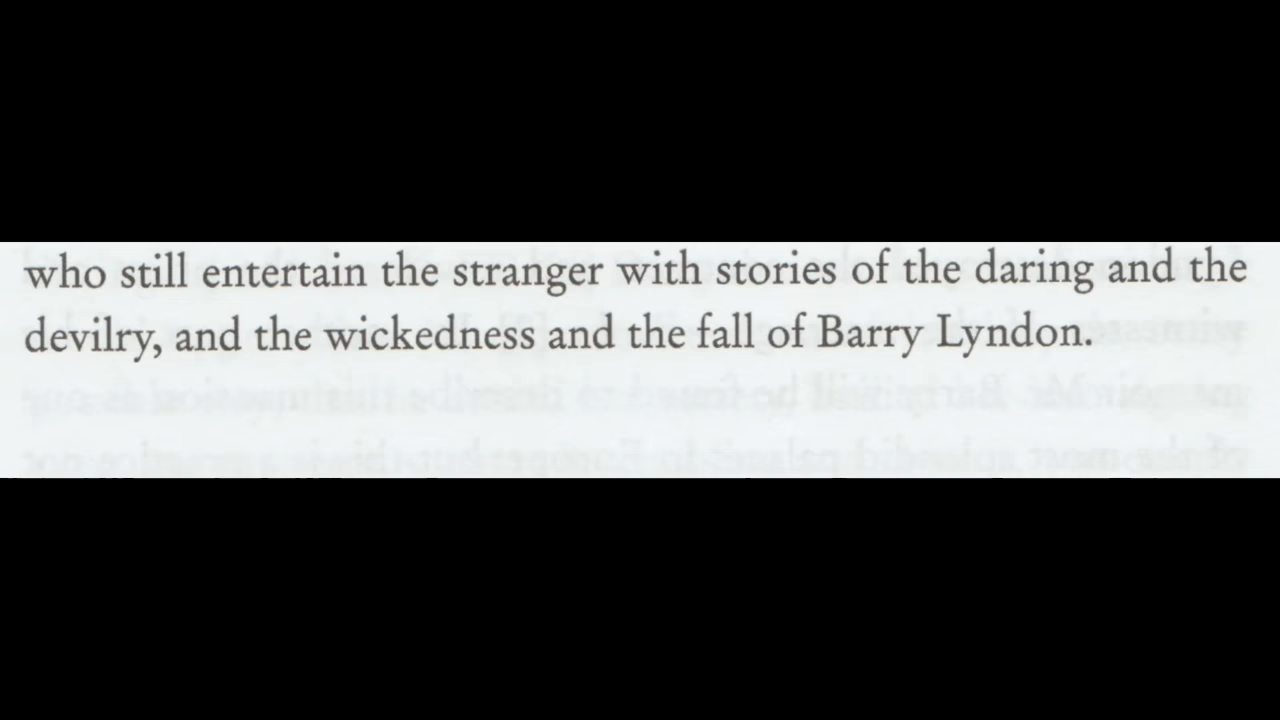 who still entertain the stranger with stories of the daring and the
devilry, and the wickedness and the fall of Barry Lyndon.